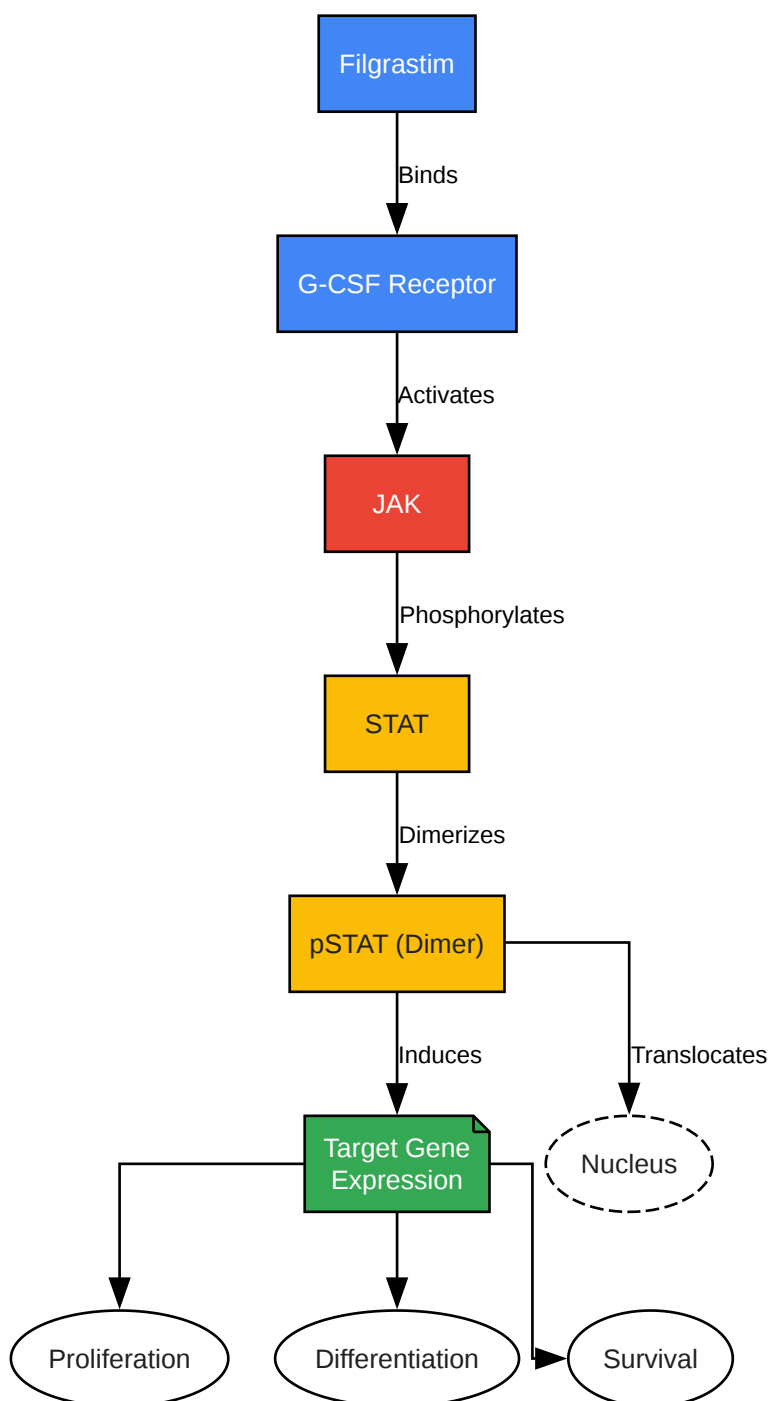 Filgrastim
Binds
G-CSF Receptor
Activates
JAK
Phosphorylates
STAT
Dimerizes
pSTAT (Dimer)
Induces
Translocates
Target Gene
Expression
Nucleus
Proliferation
Differentiation
Survival